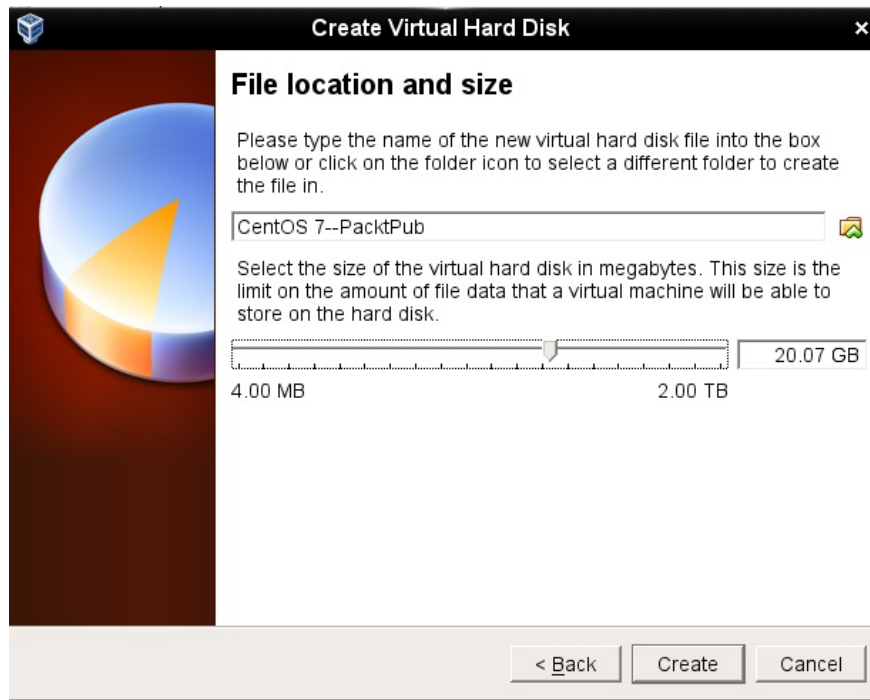 Create Virtual Hard Disk
×
File location and size
Please type the name of the new virtual hard disk file into the box
below or click on the folder icon to select a different folder to create
the file in.
CentOS 7--PacktPub
Select the size of the virtual hard disk in megabytes. This size is the
limit on the amount of file data that a virtual machine will be able to
store on the hard disk.
20.07 GB
4.00 MB 2.00 TB
< Back Create Cancel